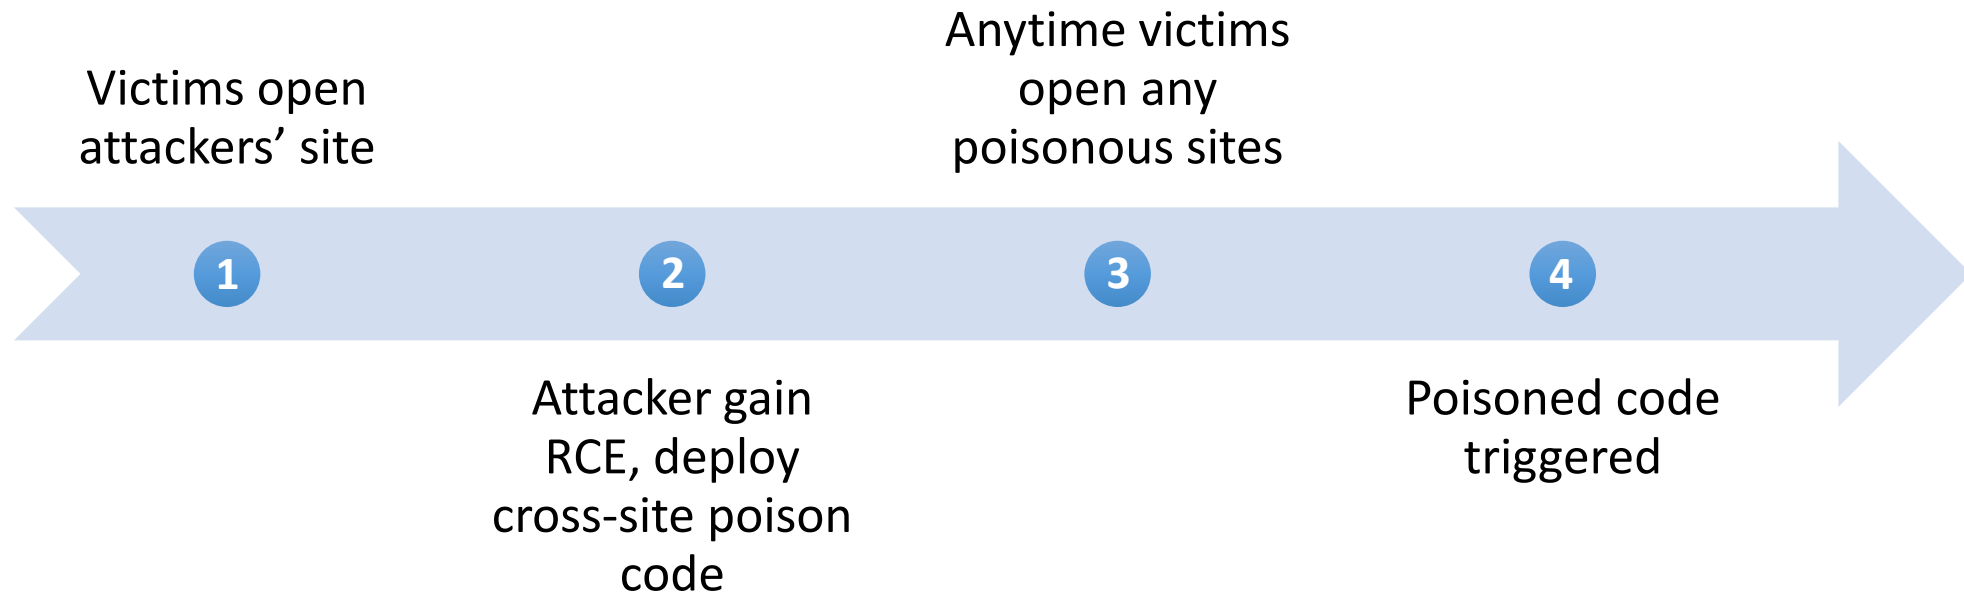 Victims open
attackers’ site
1
Attacker gain
RCE, deploy
cross-site poison
code
2
Anytime victims
open any
poisonous sites
3
Poisoned code
triggered
4